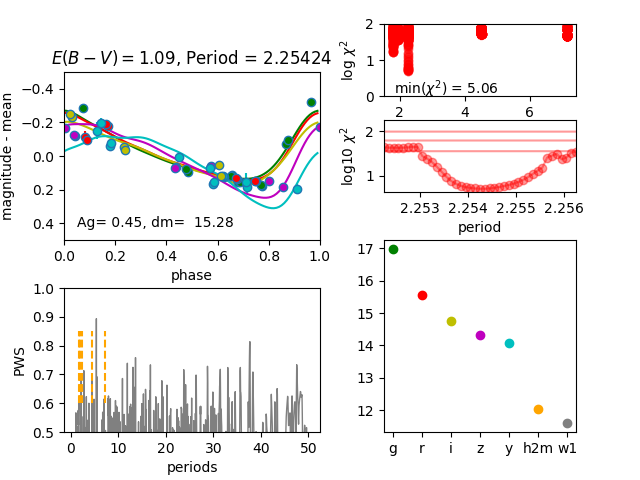 E(B − V) = 1.09, Period = 2.25424
magnitude - mean
−0.4
−0.2
0.0
0.2
0.4
Ag= 0.45, dm=  15.28
0.0 0.2 0.4 0.6 0.8 1.0
phase
log χ²
2
1
0
min(χ²) = 5.06
2 4 6
log10 χ²
2
1
2.253 2.254 2.255 2.256
period
PWS
1.0
0.9
0.8
0.7
0.6
0.5
0 10 20 30 40 50
periods
17
16
15
14
13
12
g r i z y h2m w1